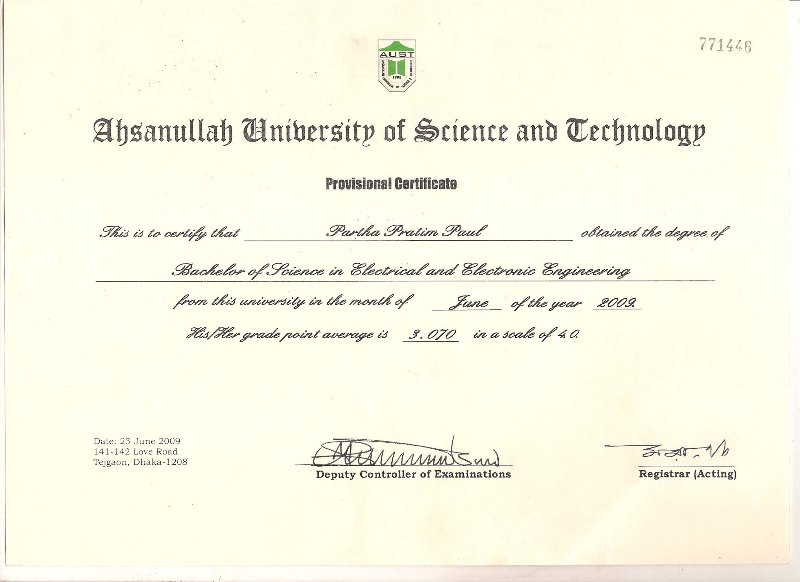 771446
AUST
Ahsanullah University of Science and Technology
Provisional Certificate
This is to certify that Partha Pratim Paul obtained the degree of
Bachelor of Science in Electrical and Electronic Engineering
from this university in the month of June of the year 2009.
His/Her grade point average is 3.070 in a scale of 4.0.
Date: 23 June 2009
141-142 Love Road
Tejgaon, Dhaka-1208
Deputy Controller of Examinations
Registrar (Acting)